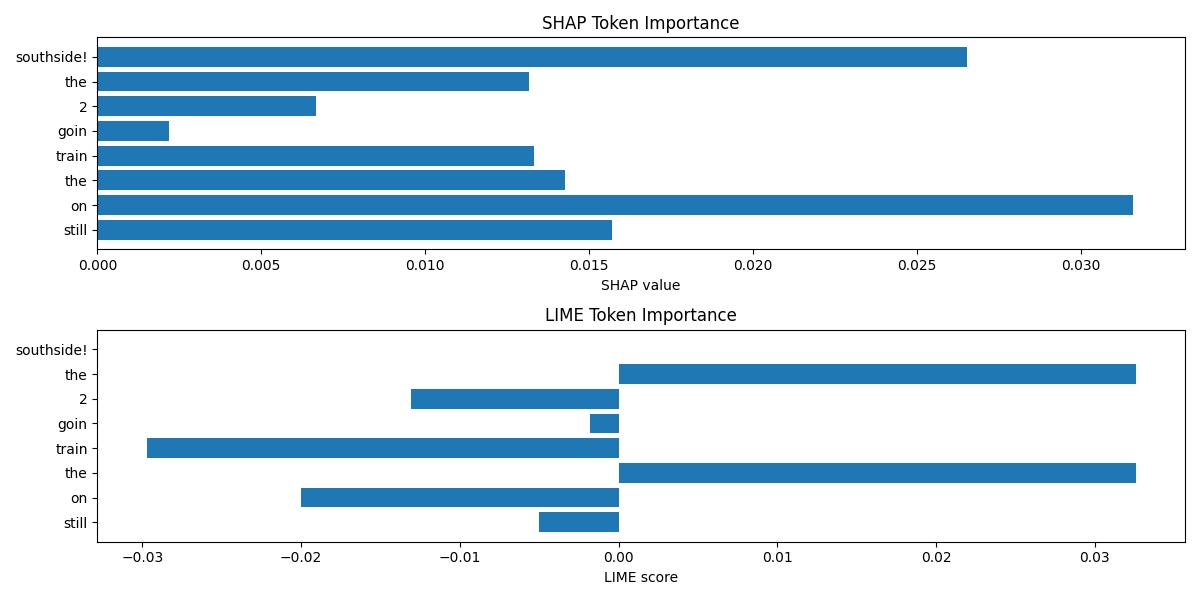 SHAP Token Importance
southside!
the
2
goin
train
the
on
still
0.000 0.005 0.010 0.015 0.020 0.025 0.030
SHAP value
LIME Token Importance
southside!
the
2
goin
train
the
on
still
−0.03 −0.02 −0.01 0.00 0.01 0.02 0.03
LIME score